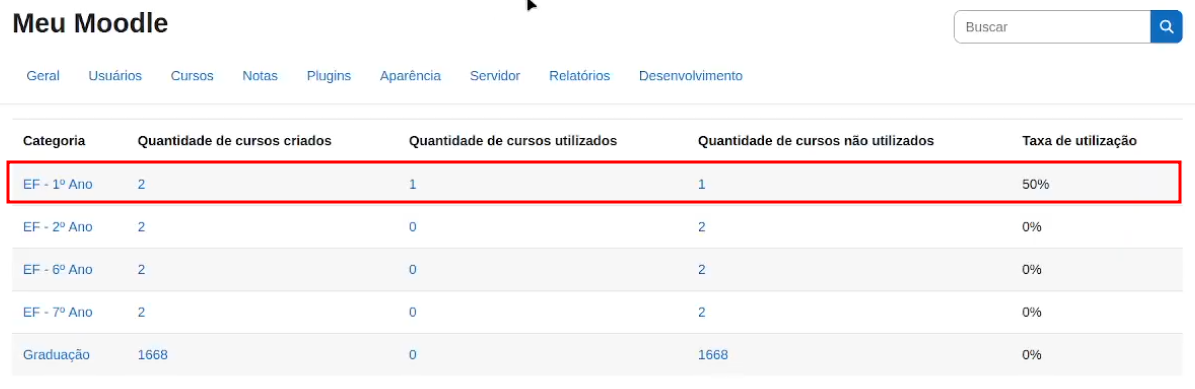 Meu Moodle
Buscar
Geral Usuários Cursos Notas Plugins Aparência Servidor Relatórios Desenvolvimento
Categoria Quantidade de cursos criados Quantidade de cursos utilizados Quantidade de cursos não utilizados Taxa de utilização
EF - 1º Ano 2 1 1 50%
EF - 2º Ano 2 0 2 0%
EF - 6º Ano 2 0 2 0%
EF - 7º Ano 2 0 2 0%
Graduação 1668 0 1668 0%